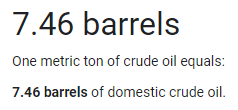 7.46 barrels
One metric ton of crude oil equals:
7.46 barrels of domestic crude oil.